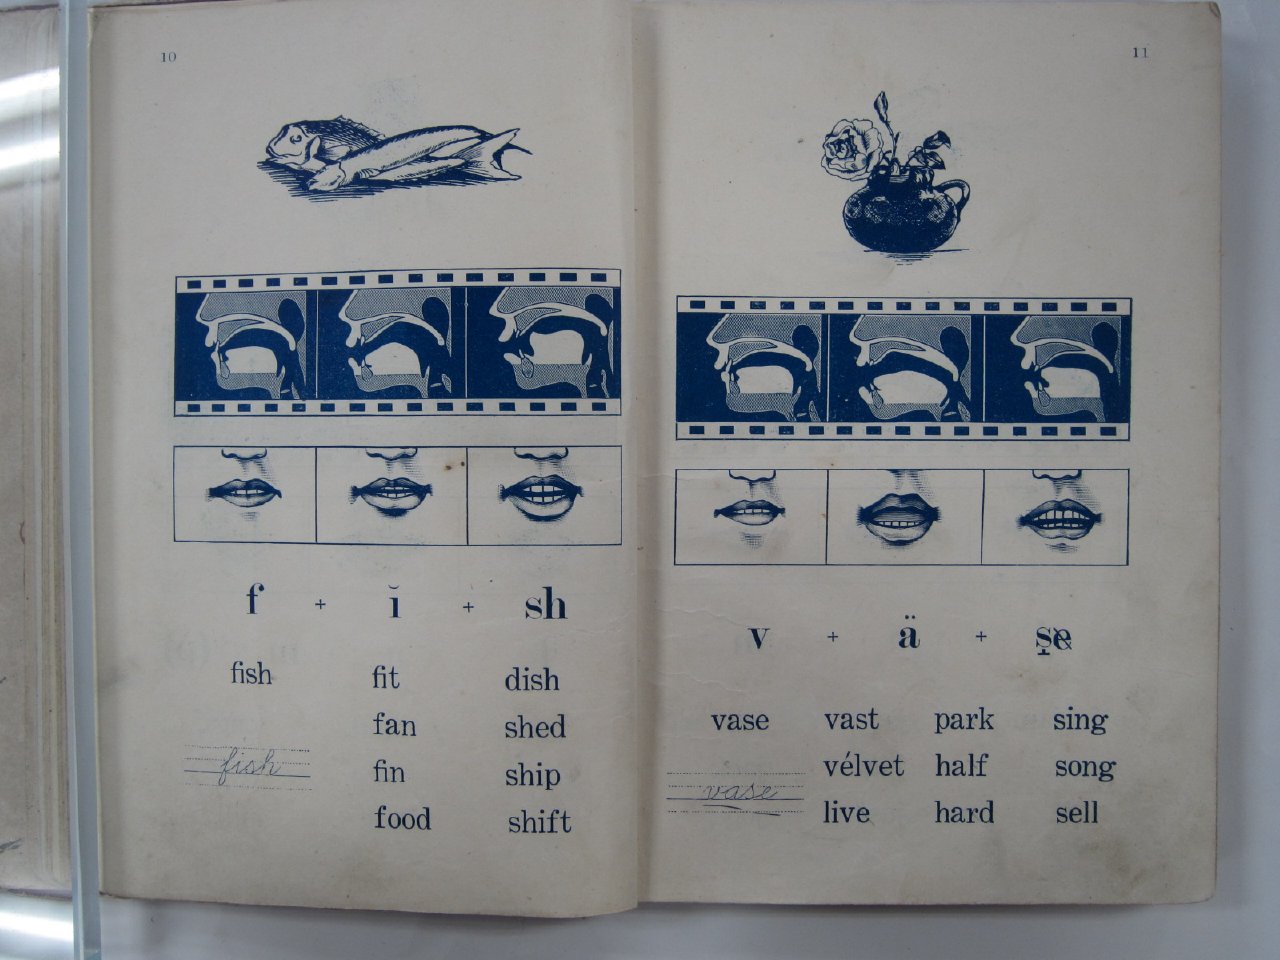 10
f + ĭ + sh
fish fit dish
fan shed
fish
fin ship
food shift
11
v + ä + s̱e̸
vase vast park sing
vélvet half song
vase
live hard sell